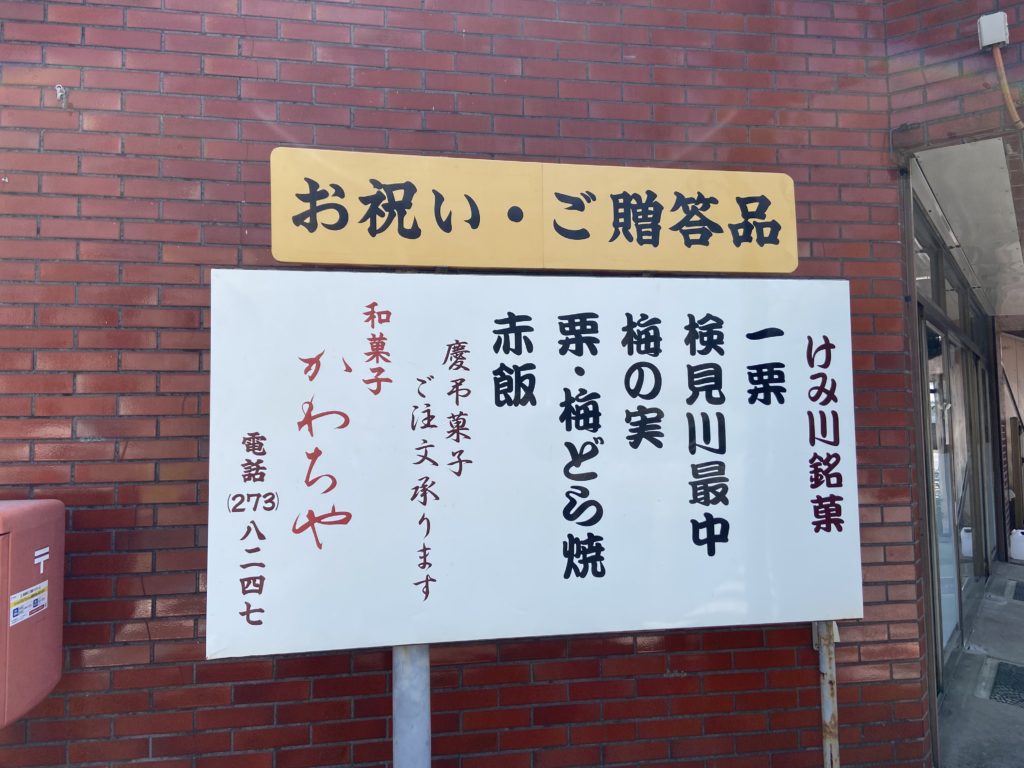 お祝い・ご贈答品
けみ川銘菓
一栗
検見川最中
梅の実
栗・梅どら焼
赤飯
慶弔菓子
ご注文承ります
和菓子
かわちや
電話(273)八二四七
〒